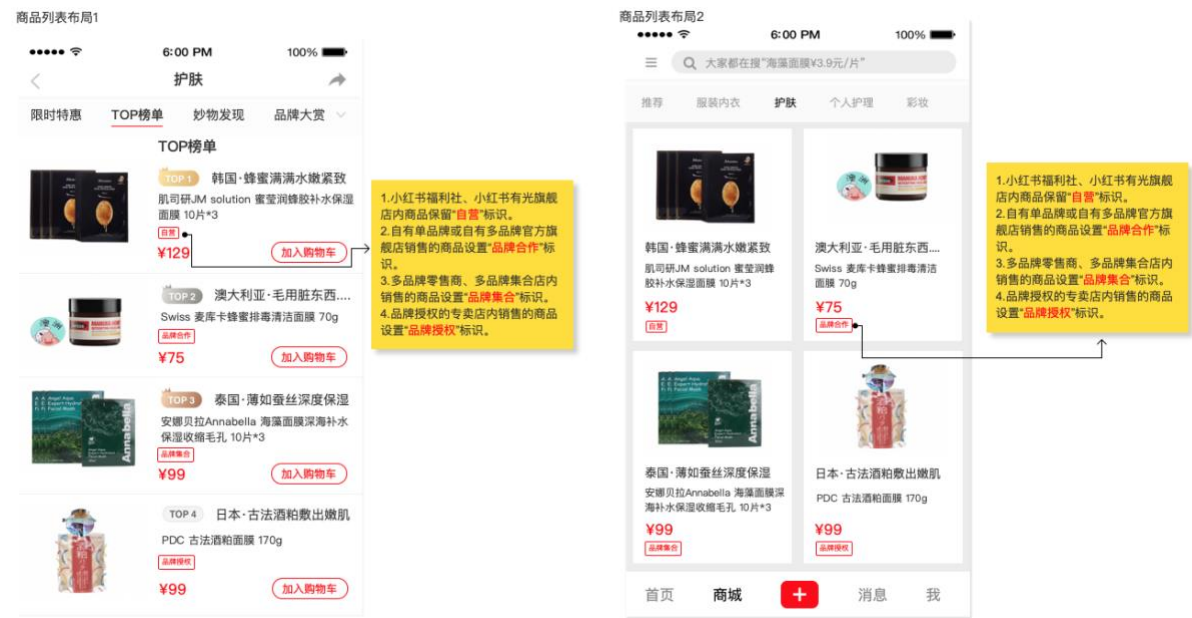 商品列表布局1
6:00 PM
100%
护肤
限时特惠 TOP榜单 妙物发现 品牌大赏
TOP榜单
TOP 1 韩国·蜂蜜满满水嫩紧致
肌司研JM solution 蜜莹润蜂胶补水保湿
面膜 10片*3
自营
¥129 加入购物车
TOP 2 澳大利亚·毛用脏东西....
Swiss 麦库卡蜂蜜排毒清洁面膜 70g
品牌合作
¥75 加入购物车
TOP 3 泰国·薄如蚕丝深度保湿
安娜贝拉Annabella 海藻面膜深海补水
保湿收缩毛孔 10片*3
品牌集合
¥99 加入购物车
TOP 4 日本·古法酒粕敷出嫩肌
PDC 古法酒粕面膜 170g
品牌授权
¥99 加入购物车
澳洲
Annabella
1.小红书福利社、小红书有光旗舰
店内商品保留“自营”标识。
2.自有单品牌或自有多品牌官方旗
舰店销售的商品设置“品牌合作”标
识。
3.多品牌零售商、多品牌集合店内
销售的商品设置“品牌集合”标识。
4.品牌授权的专卖店内销售的商品
设置“品牌授权”标识。
商品列表布局2
6:00 PM
100%
大家都在搜“海藻面膜¥3.9元/片”
推荐 服装内衣 护肤 个人护理 彩妆
韩国·蜂蜜满满水嫩紧致
肌司研JM solution 蜜莹润蜂
胶补水保湿面膜 10片*3
¥129
自营
澳洲
澳大利亚·毛用脏东西....
Swiss 麦库卡蜂蜜排毒清洁
面膜 70g
¥75
品牌合作
Annabella
泰国·薄如蚕丝深度保湿
安娜贝拉Annabella 海藻面膜深
海补水保湿收缩毛孔 10片*3
¥99
品牌集合
日本·古法酒粕敷出嫩肌
PDC 古法酒粕面膜 170g
¥99
品牌授权
首页 商城 + 消息 我
1.小红书福利社、小红书有光旗舰
店内商品保留“自营”标识。
2.自有单品牌或自有多品牌官方旗
舰店销售的商品设置“品牌合作”标
识。
3.多品牌零售商、多品牌集合店内
销售的商品设置“品牌集合”标识。
4.品牌授权的专卖店内销售的商品
设置“品牌授权”标识。